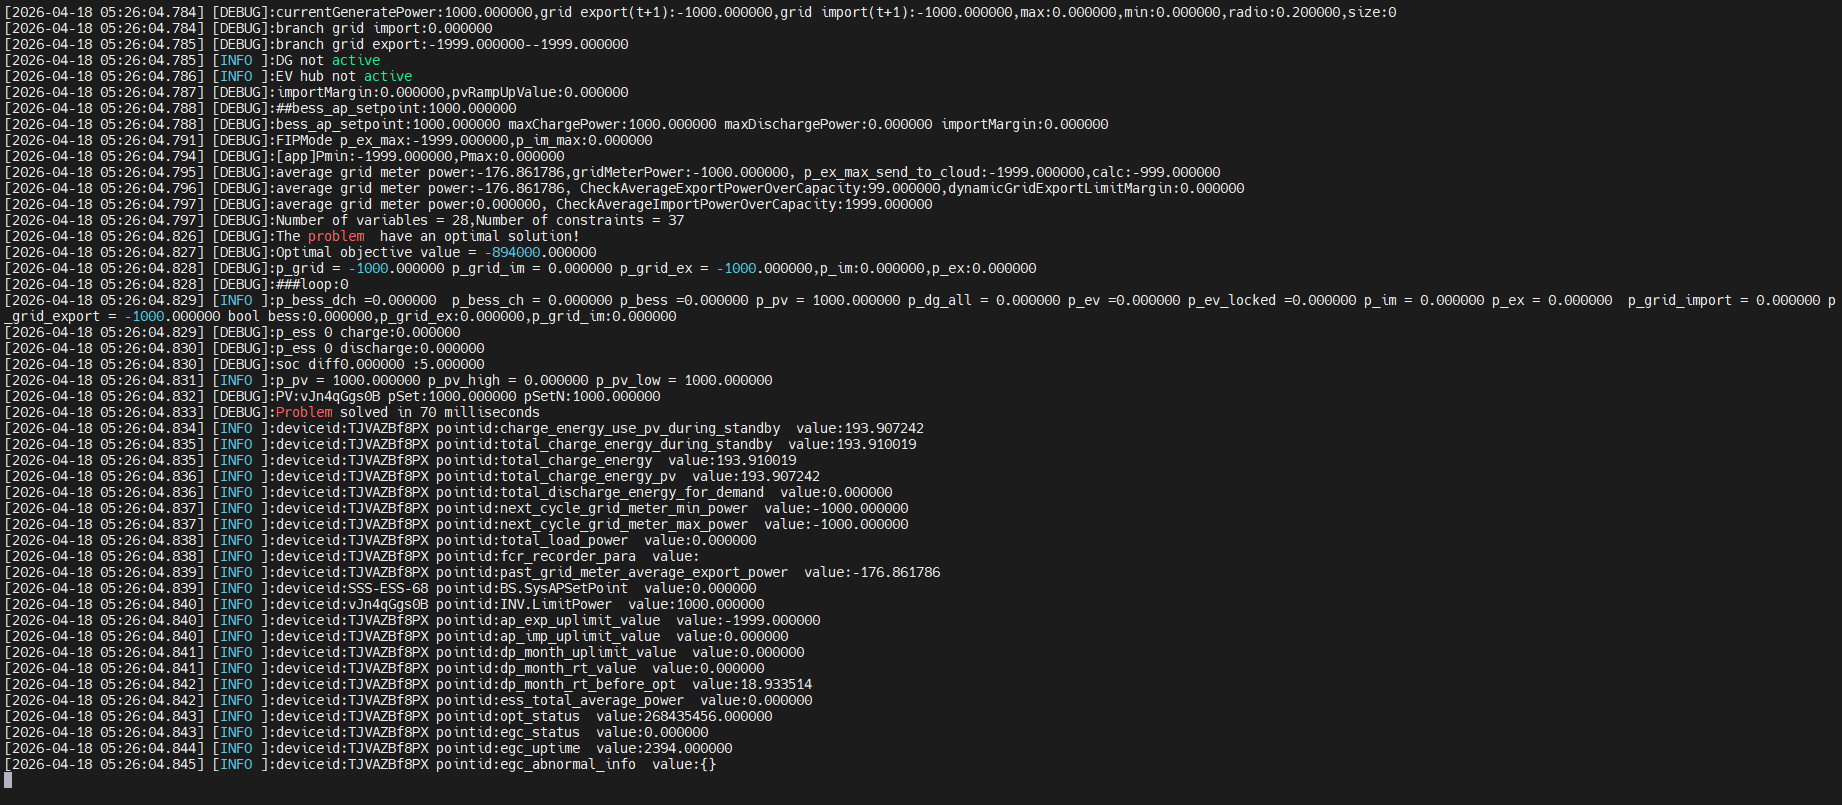 [2026-04-18 05:26:04.784] [DEBUG]:currentGeneratePower:1000.000000,grid export(t+1):-1000.000000,grid import(t+1):-1000.000000,max:0.000000,min:0.000000,radio:0.200000,size:0
[2026-04-18 05:26:04.784] [DEBUG]:branch grid import:0.000000
[2026-04-18 05:26:04.785] [DEBUG]:branch grid export:-1999.000000--1999.000000
[2026-04-18 05:26:04.785] [INFO ]:DG not active
[2026-04-18 05:26:04.786] [INFO ]:EV hub not active
[2026-04-18 05:26:04.787] [DEBUG]:importMargin:0.000000,pvRampUpValue:0.000000
[2026-04-18 05:26:04.788] [DEBUG]:##bess_ap_setpoint:1000.000000
[2026-04-18 05:26:04.788] [DEBUG]:bess_ap_setpoint:1000.000000 maxChargePower:1000.000000 maxDischargePower:0.000000 importMargin:0.000000
[2026-04-18 05:26:04.791] [DEBUG]:FIPMode p_ex_max:-1999.000000,p_im_max:0.000000
[2026-04-18 05:26:04.794] [DEBUG]:[app]Pmin:-1999.000000,Pmax:0.000000
[2026-04-18 05:26:04.795] [DEBUG]:average grid meter power:-176.861786,gridMeterPower:-1000.000000, p_ex_max_send_to_cloud:-1999.000000,calc:-999.000000
[2026-04-18 05:26:04.796] [DEBUG]:average grid meter power:-176.861786, CheckAverageExportPowerOverCapacity:99.000000,dynamicGridExportLimitMargin:0.000000
[2026-04-18 05:26:04.797] [DEBUG]:average grid meter power:0.000000, CheckAverageImportPowerOverCapacity:1999.000000
[2026-04-18 05:26:04.797] [DEBUG]:Number of variables = 28,Number of constraints = 37
[2026-04-18 05:26:04.826] [DEBUG]:The problem  have an optimal solution!
[2026-04-18 05:26:04.827] [DEBUG]:Optimal objective value = -894000.000000
[2026-04-18 05:26:04.828] [DEBUG]:p_grid = -1000.000000 p_grid_im = 0.000000 p_grid_ex = -1000.000000,p_im:0.000000,p_ex:0.000000
[2026-04-18 05:26:04.828] [DEBUG]:###loop:0
[2026-04-18 05:26:04.829] [INFO ]:p_bess_dch =0.000000  p_bess_ch = 0.000000 p_bess =0.000000 p_pv = 1000.000000 p_dg_all = 0.000000 p_ev =0.000000 p_ev_locked =0.000000 p_im = 0.000000 p_ex = 0.000000  p_grid_import = 0.000000 p
_grid_export = -1000.000000 bool bess:0.000000,p_grid_ex:0.000000,p_grid_im:0.000000
[2026-04-18 05:26:04.829] [DEBUG]:p_ess 0 charge:0.000000
[2026-04-18 05:26:04.830] [DEBUG]:p_ess 0 discharge:0.000000
[2026-04-18 05:26:04.830] [DEBUG]:soc diff0.000000 :5.000000
[2026-04-18 05:26:04.831] [INFO ]:p_pv = 1000.000000 p_pv_high = 0.000000 p_pv_low = 1000.000000
[2026-04-18 05:26:04.832] [DEBUG]:PV:vJn4qGgs0B pSet:1000.000000 pSetN:1000.000000
[2026-04-18 05:26:04.833] [DEBUG]:Problem solved in 70 milliseconds
[2026-04-18 05:26:04.834] [INFO ]:deviceid:TJVAZBf8PX pointid:charge_energy_use_pv_during_standby  value:193.907242
[2026-04-18 05:26:04.835] [INFO ]:deviceid:TJVAZBf8PX pointid:total_charge_energy_during_standby  value:193.910019
[2026-04-18 05:26:04.835] [INFO ]:deviceid:TJVAZBf8PX pointid:total_charge_energy  value:193.910019
[2026-04-18 05:26:04.836] [INFO ]:deviceid:TJVAZBf8PX pointid:total_charge_energy_pv  value:193.907242
[2026-04-18 05:26:04.836] [INFO ]:deviceid:TJVAZBf8PX pointid:total_discharge_energy_for_demand  value:0.000000
[2026-04-18 05:26:04.837] [INFO ]:deviceid:TJVAZBf8PX pointid:next_cycle_grid_meter_min_power  value:-1000.000000
[2026-04-18 05:26:04.837] [INFO ]:deviceid:TJVAZBf8PX pointid:next_cycle_grid_meter_max_power  value:-1000.000000
[2026-04-18 05:26:04.838] [INFO ]:deviceid:TJVAZBf8PX pointid:total_load_power  value:0.000000
[2026-04-18 05:26:04.838] [INFO ]:deviceid:TJVAZBf8PX pointid:fcr_recorder_para  value:
[2026-04-18 05:26:04.839] [INFO ]:deviceid:TJVAZBf8PX pointid:past_grid_meter_average_export_power  value:-176.861786
[2026-04-18 05:26:04.839] [INFO ]:deviceid:SSS-ESS-68 pointid:BS.SysAPSetPoint  value:0.000000
[2026-04-18 05:26:04.840] [INFO ]:deviceid:vJn4qGgs0B pointid:INV.LimitPower  value:1000.000000
[2026-04-18 05:26:04.840] [INFO ]:deviceid:TJVAZBf8PX pointid:ap_exp_uplimit_value  value:-1999.000000
[2026-04-18 05:26:04.840] [INFO ]:deviceid:TJVAZBf8PX pointid:ap_imp_uplimit_value  value:0.000000
[2026-04-18 05:26:04.841] [INFO ]:deviceid:TJVAZBf8PX pointid:dp_month_uplimit_value  value:0.000000
[2026-04-18 05:26:04.841] [INFO ]:deviceid:TJVAZBf8PX pointid:dp_month_rt_value  value:0.000000
[2026-04-18 05:26:04.842] [INFO ]:deviceid:TJVAZBf8PX pointid:dp_month_rt_before_opt  value:18.933514
[2026-04-18 05:26:04.842] [INFO ]:deviceid:TJVAZBf8PX pointid:ess_total_average_power  value:0.000000
[2026-04-18 05:26:04.843] [INFO ]:deviceid:TJVAZBf8PX pointid:opt_status  value:268435456.000000
[2026-04-18 05:26:04.843] [INFO ]:deviceid:TJVAZBf8PX pointid:egc_status  value:0.000000
[2026-04-18 05:26:04.844] [INFO ]:deviceid:TJVAZBf8PX pointid:egc_uptime  value:2394.000000
[2026-04-18 05:26:04.845] [INFO ]:deviceid:TJVAZBf8PX pointid:egc_abnormal_info  value:{}